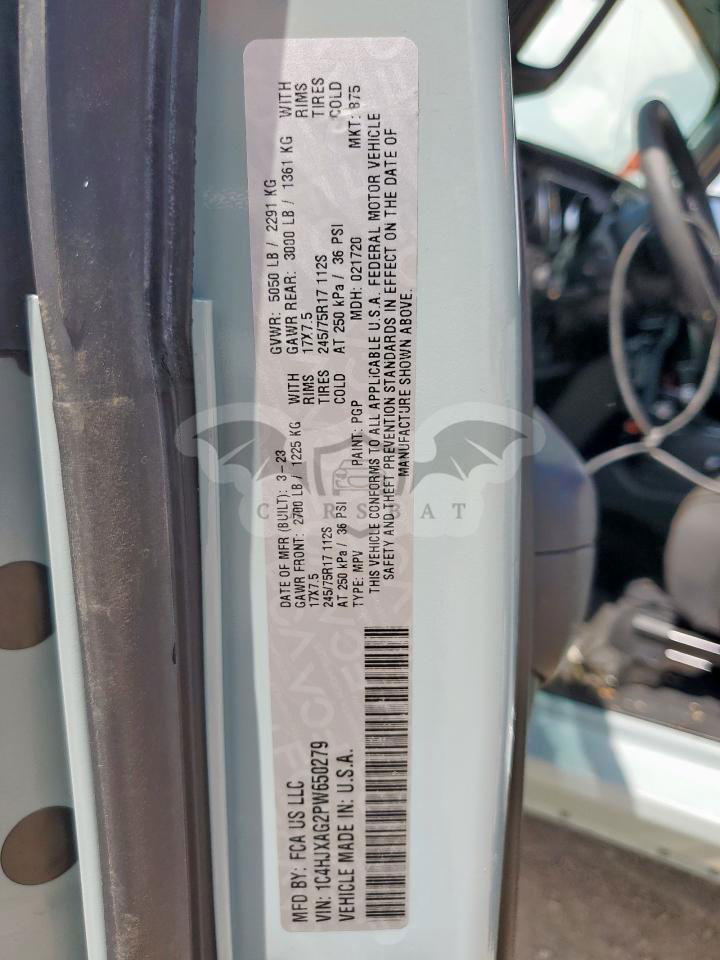 MFD BY: FCA US LLC
VIN: 1C4HJXAG2PW650279
VEHICLE MADE IN: U.S.A.
DATE OF MFR (BUILT): 3-23
GAWR FRONT: 2700 LB / 1225 KG WITH
17X7.5 RIMS
245/75R17 112S TIRES
AT 250 kPa / 36 PSI COLD
TYPE: MPV PAINT: PGP
GVWR: 5050 LB / 2291 KG
GAWR REAR: 3000 LB / 1361 KG WITH
17X7.5 RIMS
245/75R17 112S TIRES
AT 250 kPa / 36 PSI COLD
MDH: 021720 MKT: 875
THIS VEHICLE CONFORMS TO ALL APPLICABLE U.S.A. FEDERAL MOTOR VEHICLE
SAFETY AND THEFT PREVENTION STANDARDS IN EFFECT ON THE DATE OF
MANUFACTURE SHOWN ABOVE.
CARSBAT